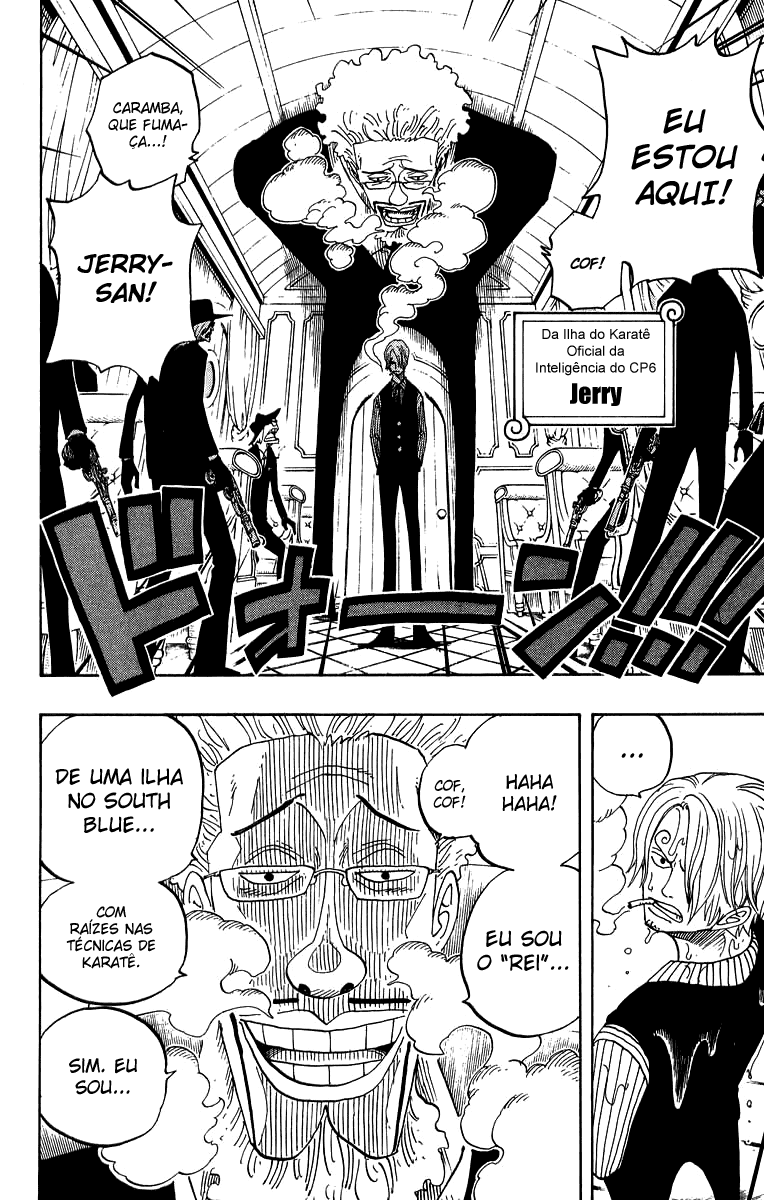 EU
ESTOU
AQUI!
COF!
CARAMBA,
QUE FUMA-
ÇA...!
JERRY-
SAN!
Da Ilha do Karatê
Oficial da
Inteligência do CP6
Jerry
ドォーン!!!
...
HAHA
HAHA!
COF,
COF!
EU SOU
O "REI"...
DE UMA ILHA
NO SOUTH
BLUE...
COM
RAÍZES NAS
TÉCNICAS DE
KARATÊ.
SIM. EU
SOU...